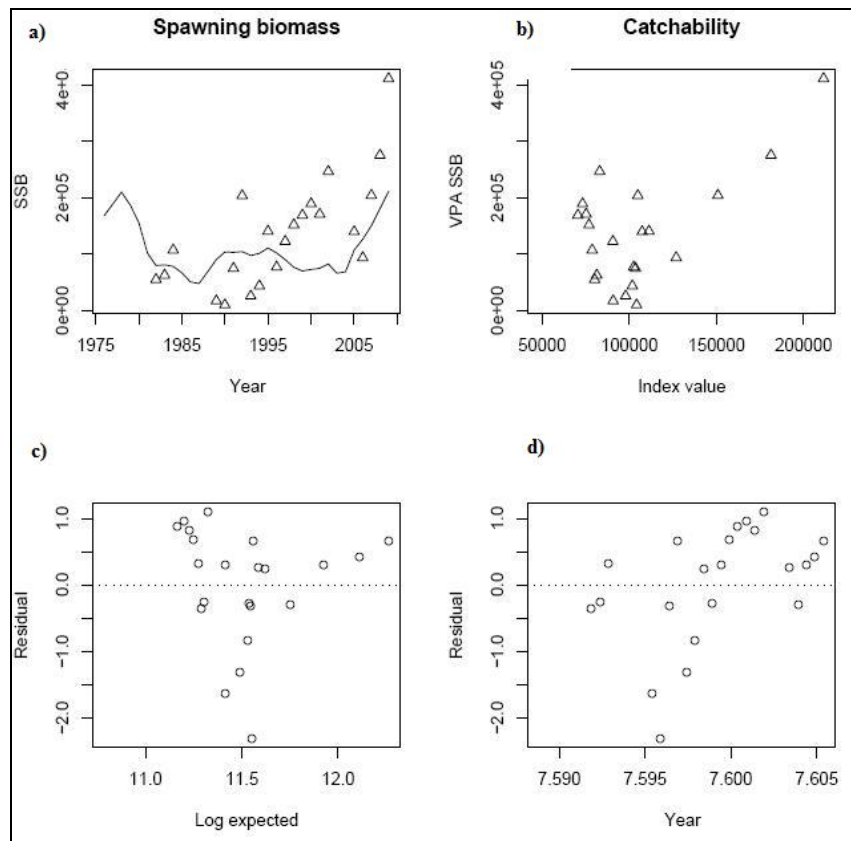 a) Spawning biomass
SSB
0e+00 2e+05 4e+0
1975 1985 1995 2005
Year
b) Catchability
VPA SSB
0e+00 2e+05 4e+05
50000 100000 150000 200000
Index value
c)
Residual
-2.0 -1.0 0.0 1.0
11.0 11.5 12.0
Log expected
d)
Residual
-2.0 -1.0 0.0 1.0
7.590 7.595 7.600 7.605
Year